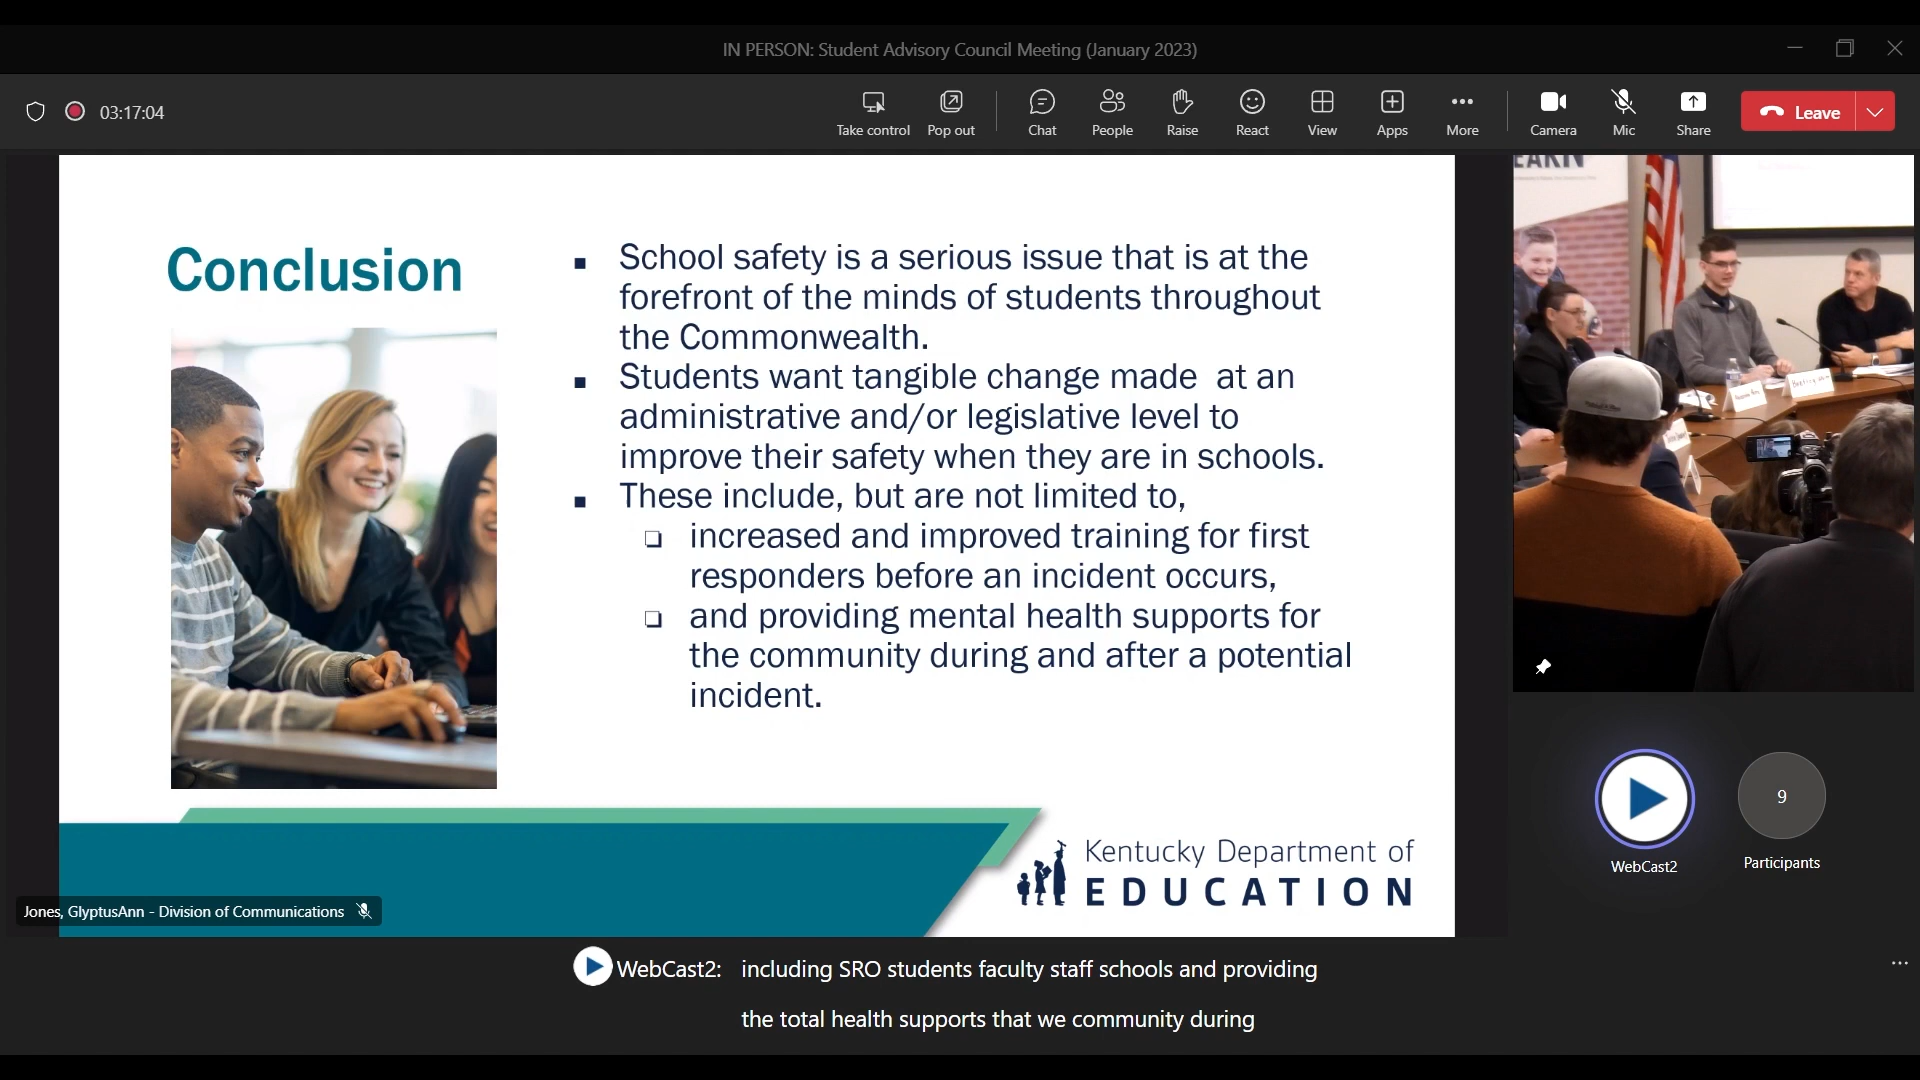 IN PERSON: Student Advisory Council Meeting (January 2023)
03:17:04
Take control
Pop out
Chat
People
Raise
React
View
Apps
More
Camera
Mic
Share
Leave
Conclusion
School safety is a serious issue that is at the
forefront of the minds of students throughout
the Commonwealth.
Students want tangible change made  at an
administrative and/or legislative level to
improve their safety when they are in schools.
These include, but are not limited to,
increased and improved training for first
responders before an incident occurs,
and providing mental health supports for
the community during and after a potential
incident.
Kentucky Department of
EDUCATION
Jones, GlyptusAnn - Division of Communications
9
WebCast2
Participants
WebCast2: including SRO students faculty staff schools and providing
the total health supports that we community during